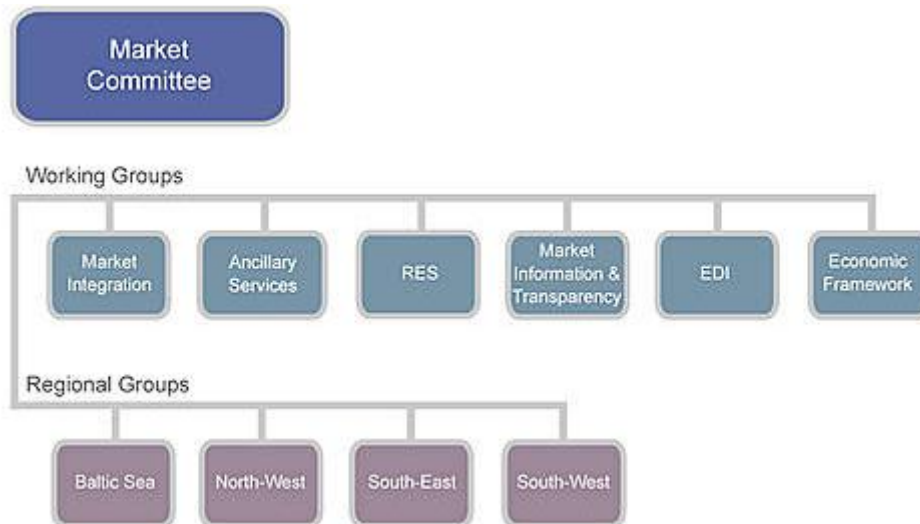 Market
Committee
Working Groups
Market
Integration
Ancillary
Services
RES
Market
Information &
Transparency
EDI
Economic
Framework
Regional Groups
Baltic Sea
North-West
South-East
South-West